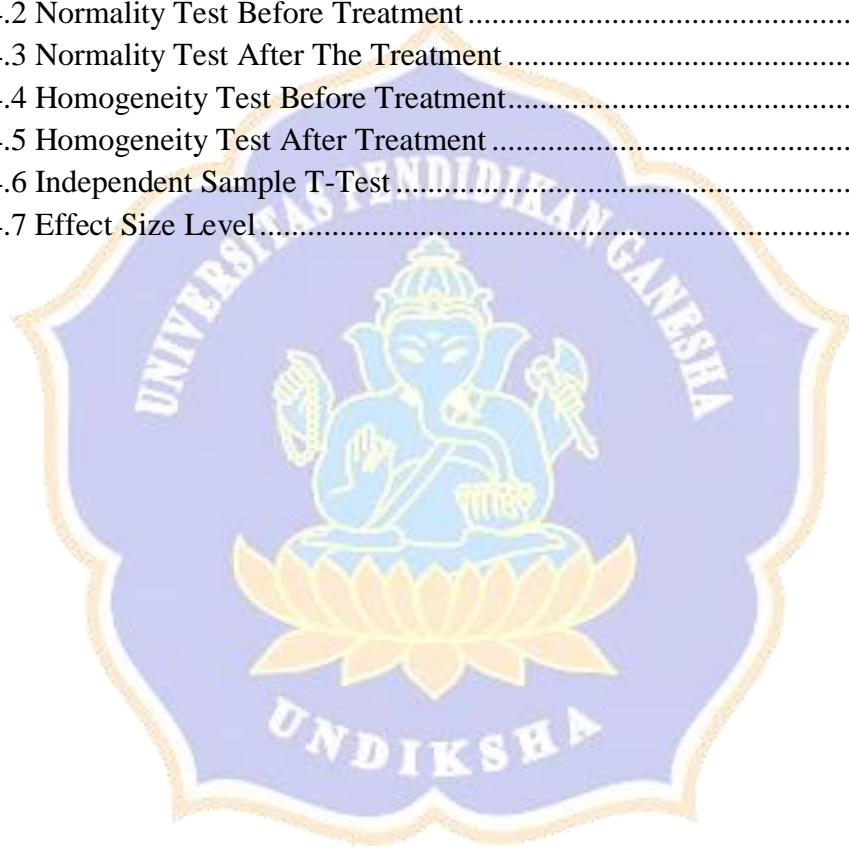 .2 Normality Test Before Treatment..............................................
.3 Normality Test After The Treatment.........................................
.4 Homogeneity Test Before Treatment.........................................
.5 Homogeneity Test After Treatment...........................................
.6 Independent Sample T-Test.......................................................
.7 Effect Size Level........................................................................
UNIVERSITAS PENDIDIKAN GANESHA
UNDIKSHA